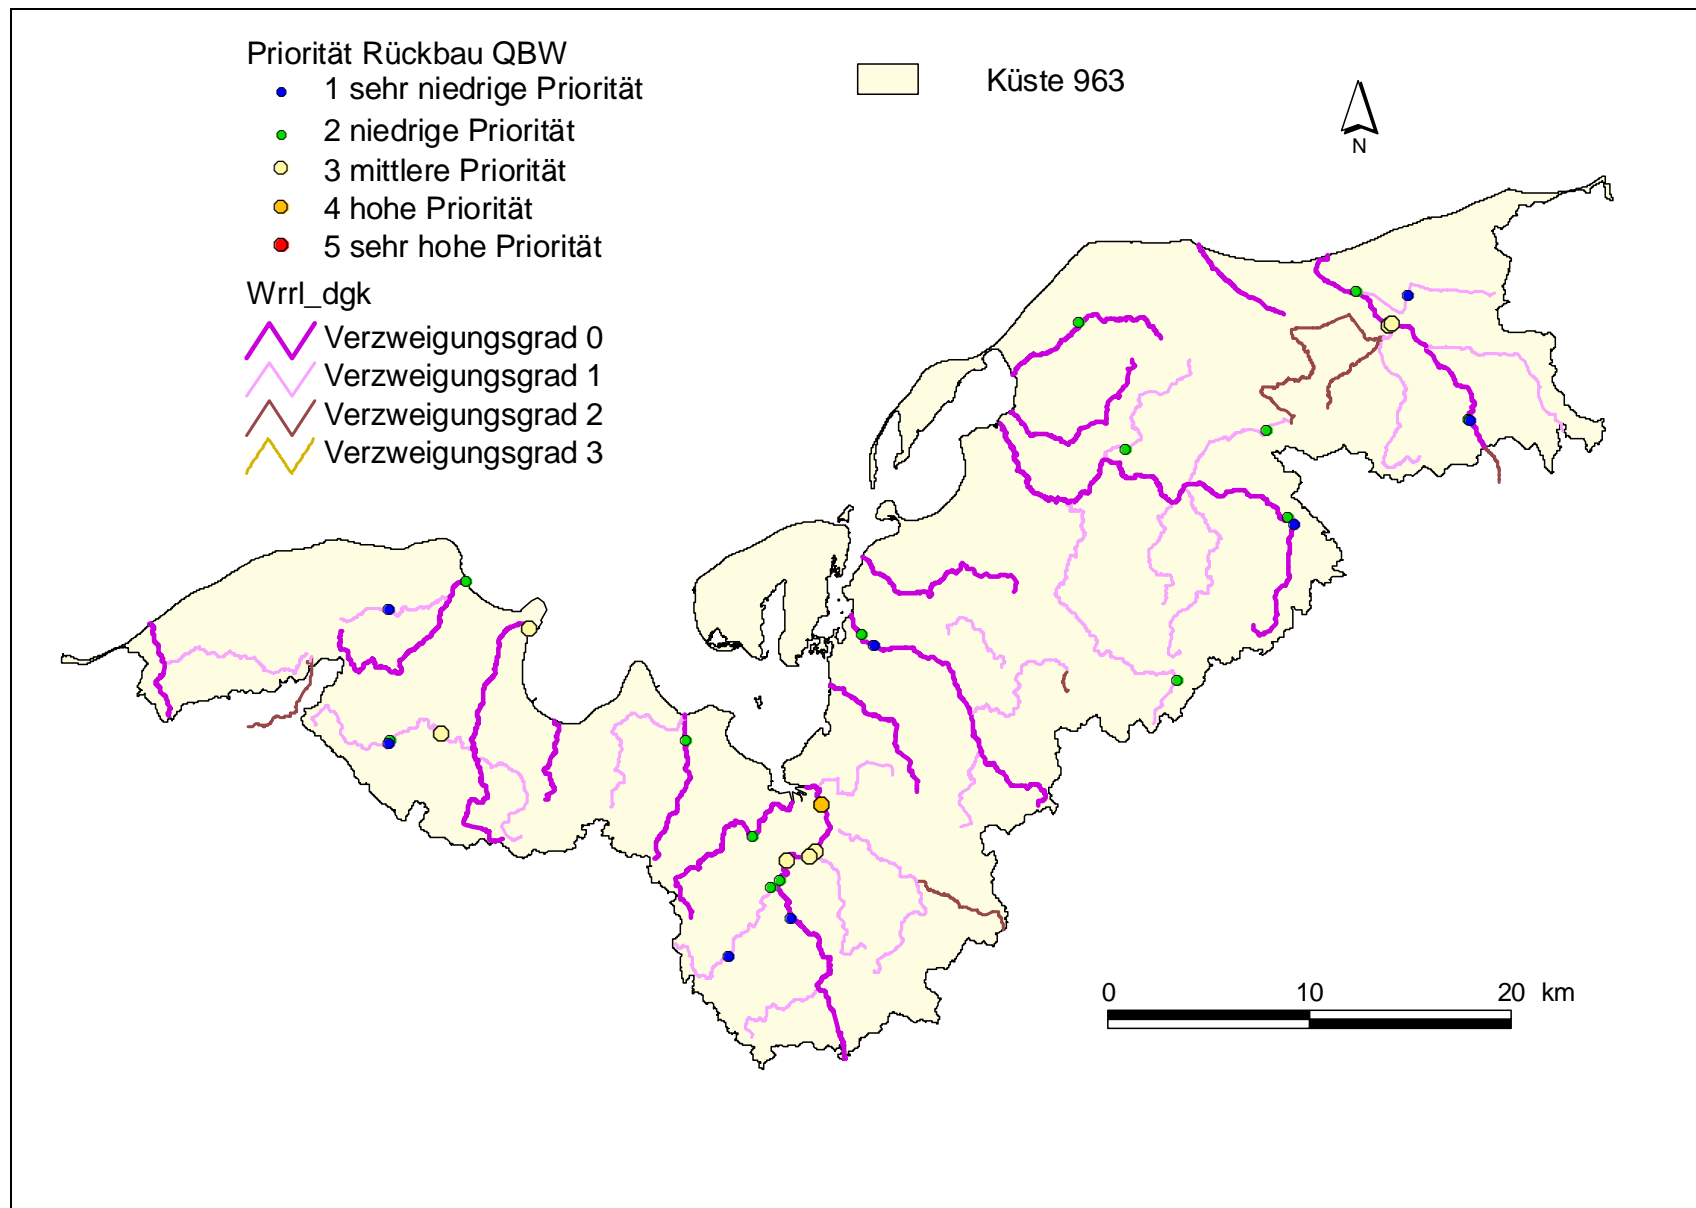 Priorität Rückbau QBW
1 sehr niedrige Priorität
2 niedrige Priorität
3 mittlere Priorität
4 hohe Priorität
5 sehr hohe Priorität
Wrrl_dgk
Verzweigungsgrad 0
Verzweigungsgrad 1
Verzweigungsgrad 2
Verzweigungsgrad 3
Küste 963
N
0 10 20 km